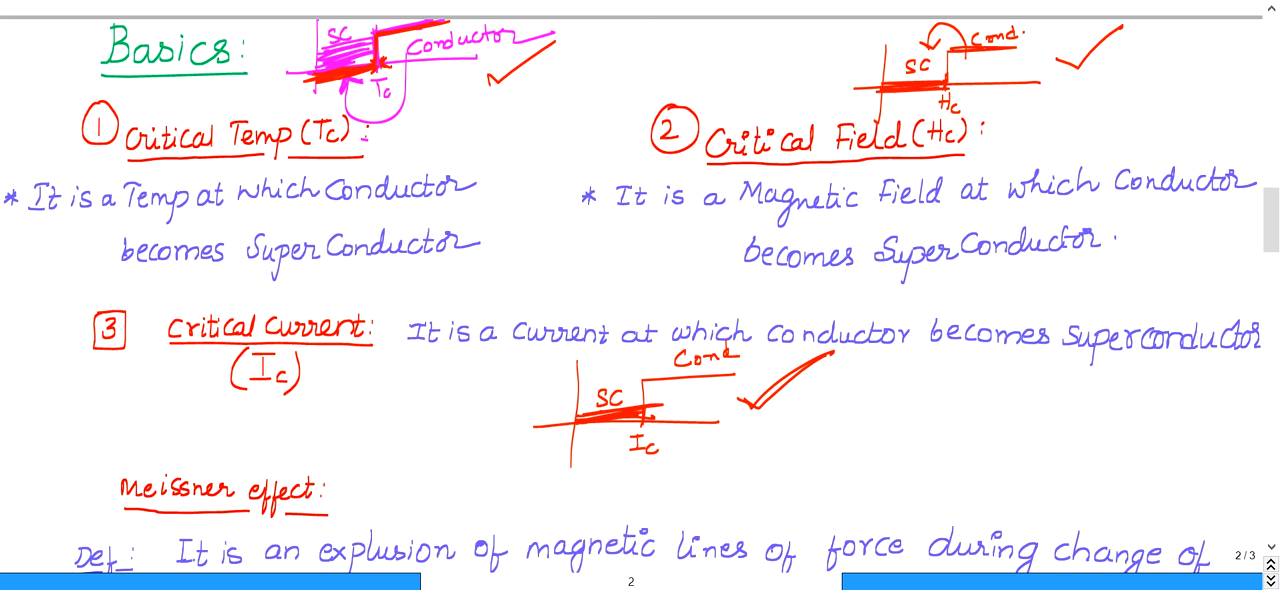 Basics:
SC
Conductor
Tc
SC
Cond.
Hc
① Critical Temp (Tc):
② Critical Field (Hc):
* It is a Temp at which Conductor
becomes Super Conductor
* It is a Magnetic Field at which Conductor
becomes Super Conductor.
3 Critical Current: It is a Current at which conductor becomes Superconductor
(Ic)
Cond
SC
Ic
Meissner effect:
Def: It is an explusion of magnetic lines of force during change of
2 / 3
2